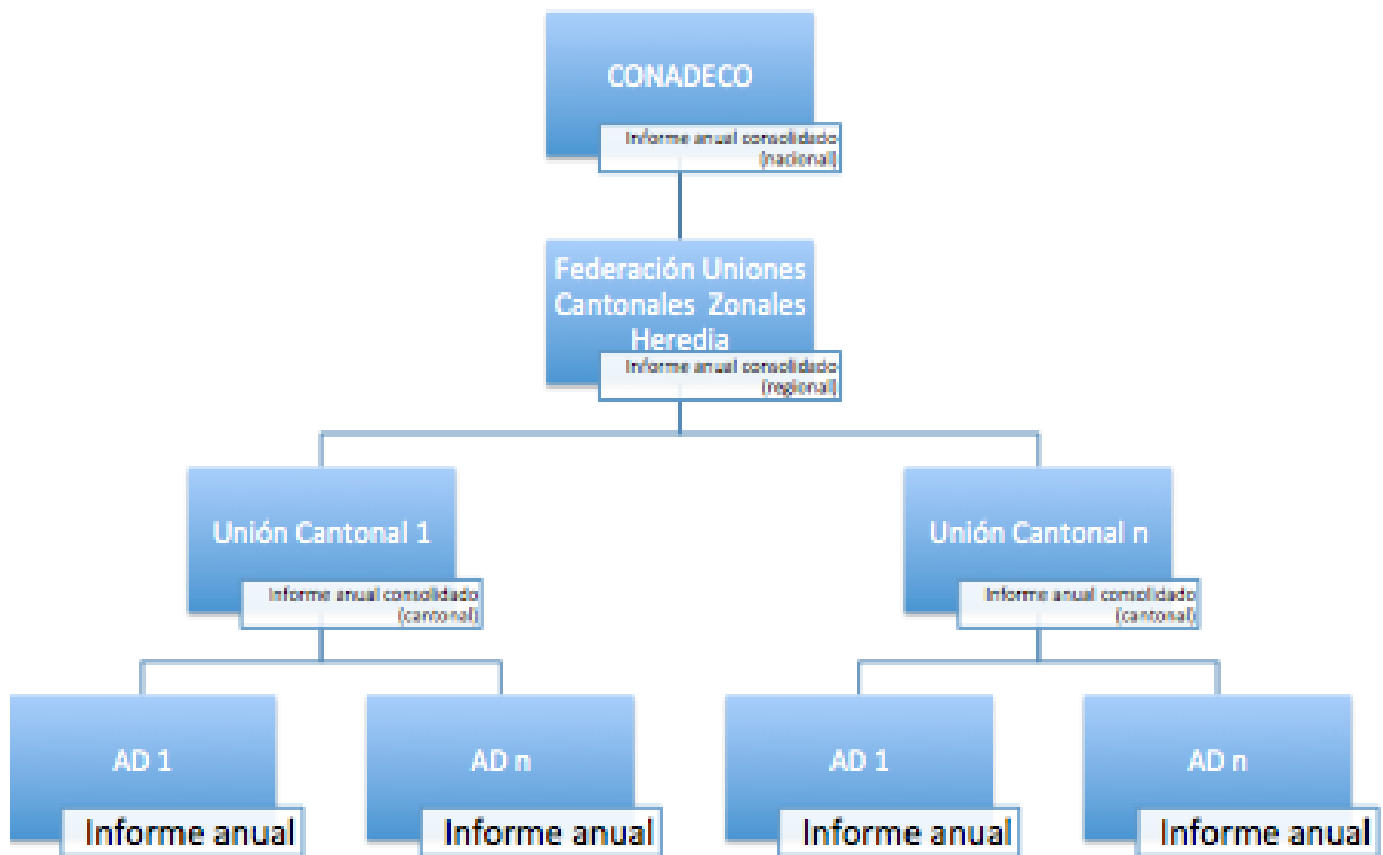 CONADECO
Informe anual consolidado
(nacional)
Federación Uniones
Cantonales Zonales
Heredia
Informe anual consolidado
(regional)
Unión Cantonal 1
Informe anual consolidado
(cantonal)
Unión Cantonal n
Informe anual consolidado
(cantonal)
AD 1
Informe anual
AD n
Informe anual
AD 1
Informe anual
AD n
Informe anual